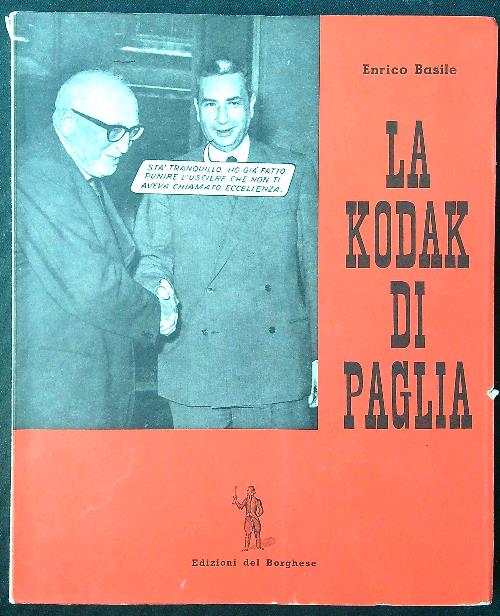 Enrico Basile
LA
KODAK
DI
PAGLIA
STA' TRANQUILLO. HO GIA' FATTO
PUNIRE L'USCIERE CHE NON TI
AVEVA CHIAMATO ECCELLENZA.
Edizioni del Borghese